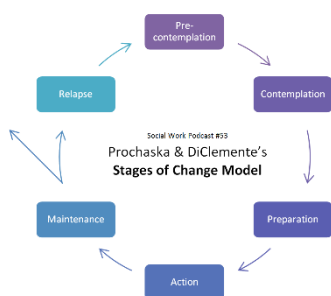 Pre-
contemplation
Relapse
Contemplation
Social Work Podcast #53
Prochaska & DiClemente's
Stages of Change Model
Maintenance
Preparation
Action